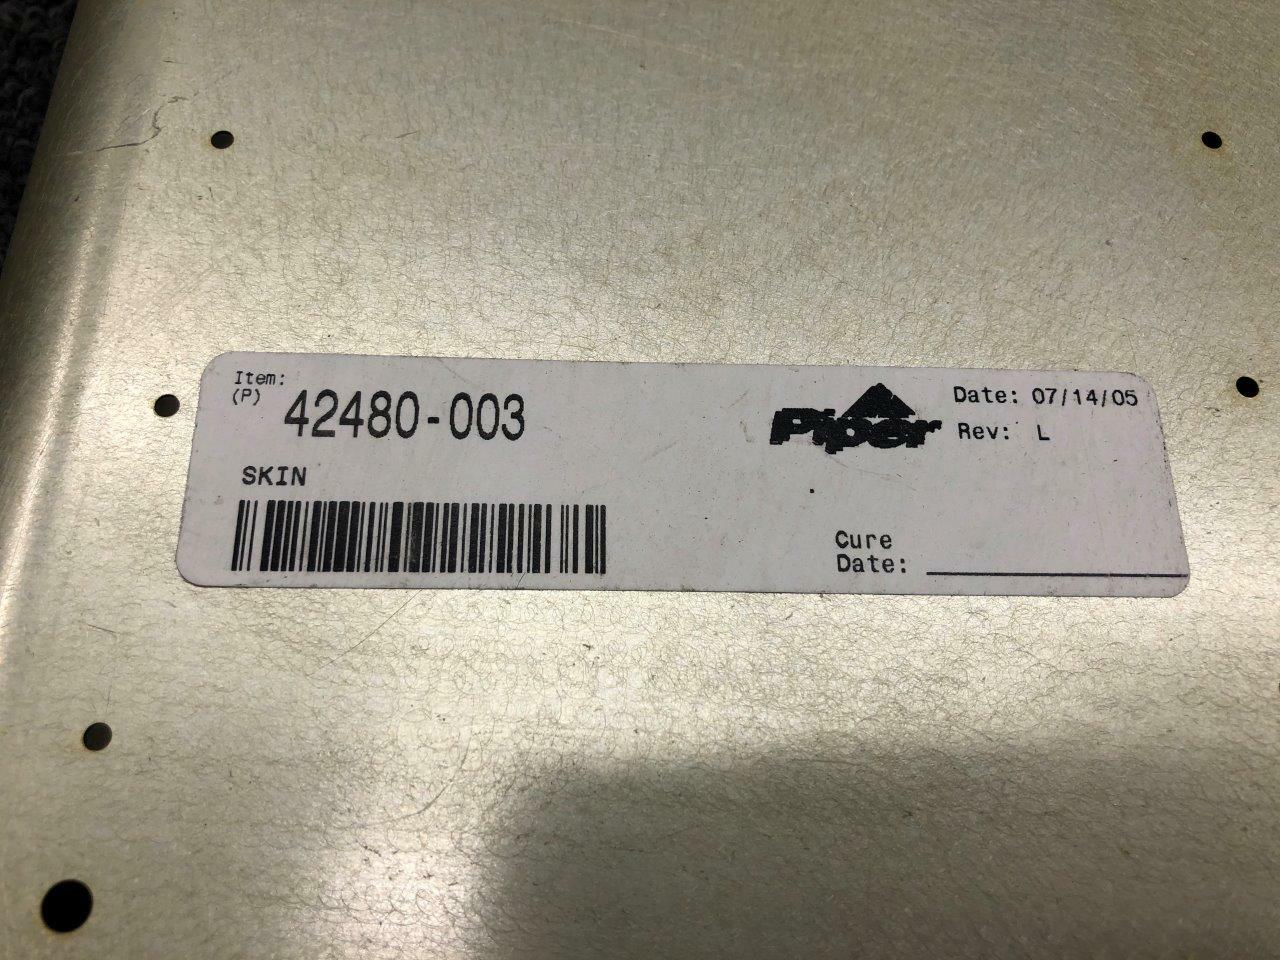 Item:
(P) 42480-003
SKIN
Piper
Date: 07/14/05
Rev: L
Cure
Date: